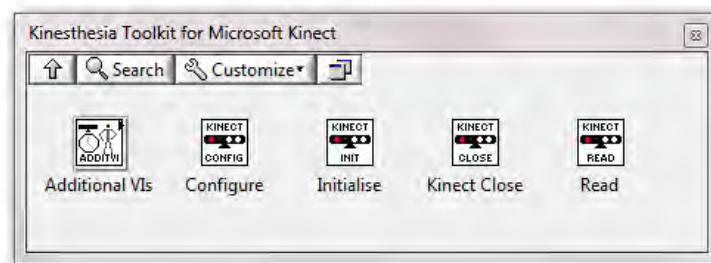 Kinesthesia Toolkit for Microsoft Kinect
Search Customize
ADDITVI
KINECT CONFIG
KINECT INIT
KINECT CLOSE
KINECT READ
Additional VIs Configure Initialise Kinect Close Read